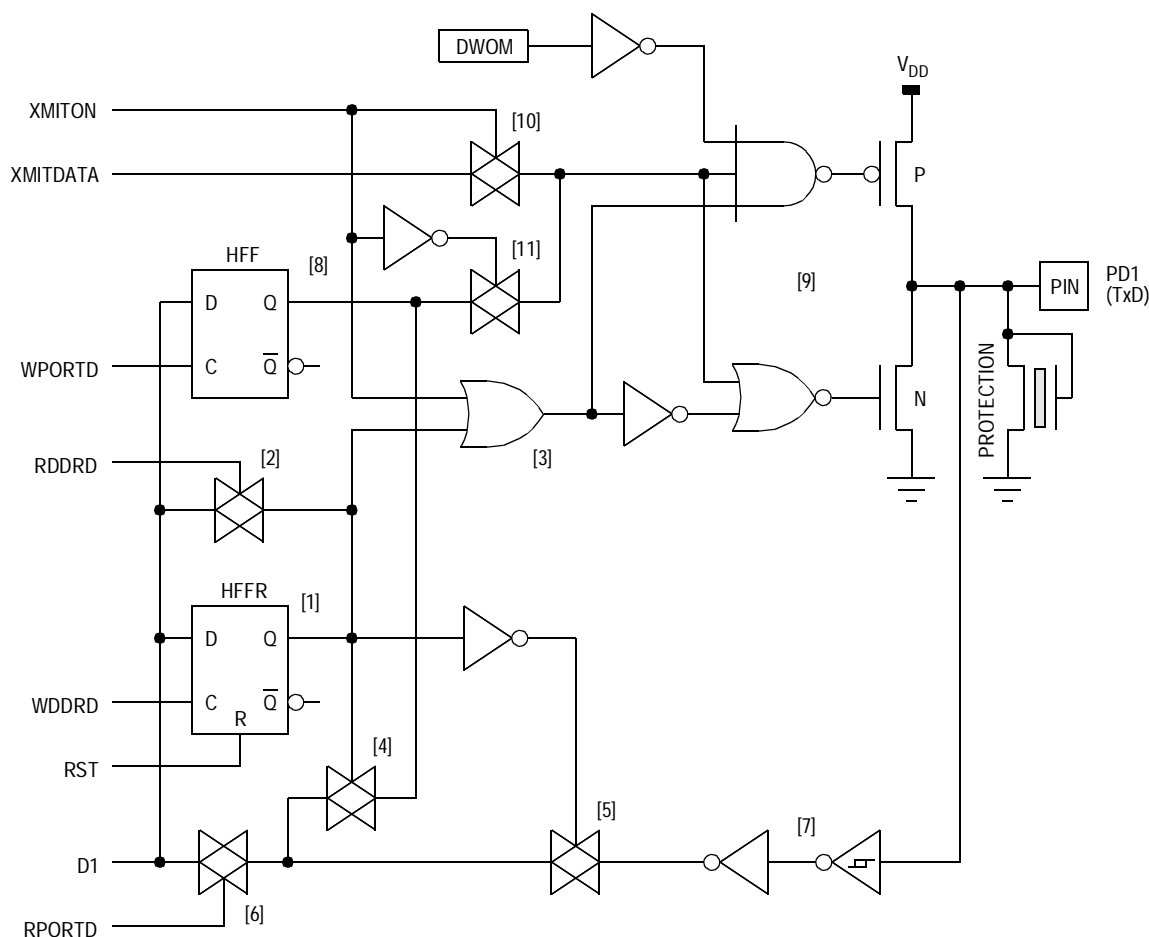 DWOM
V_DD
XMITON
[10]
XMITDATA
P
[11]
HFF
[8]
[9]
PIN
PD1
(TxD)
D
Q
WPORTD
C
Q̅
PROTECTION
N
RDDRD
[2]
[3]
HFFR
[1]
D
Q
WDDRD
C
Q̅
R
RST
[4]
[5]
[7]
D1
[6]
RPORTD